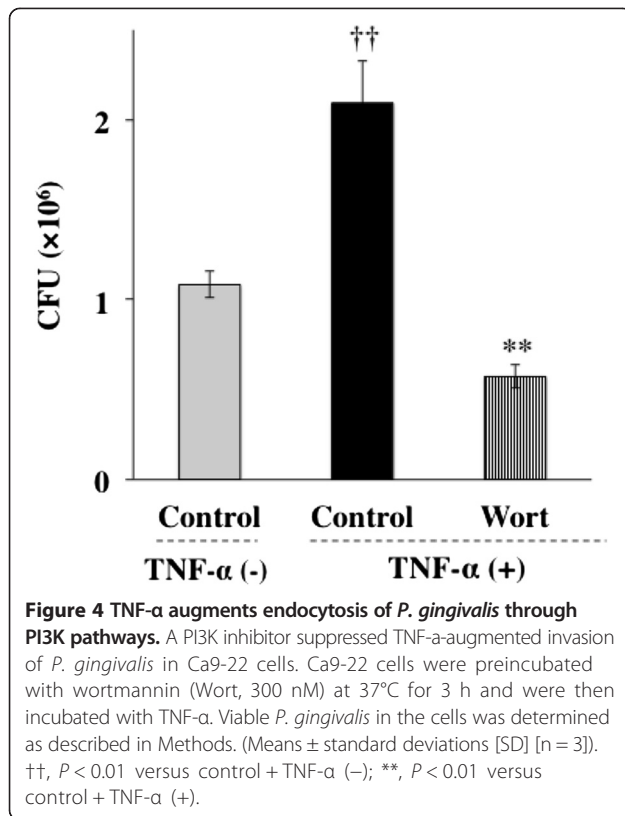 ††
2
CFU (×10⁶)
1
**
0
Control Control Wort
TNF-α (-) TNF-α (+)
Figure 4 TNF-α augments endocytosis of P. gingivalis through
PI3K pathways. A PI3K inhibitor suppressed TNF-a-augmented invasion
of P. gingivalis in Ca9-22 cells. Ca9-22 cells were preincubated
with wortmannin (Wort, 300 nM) at 37°C for 3 h and were then
incubated with TNF-α. Viable P. gingivalis in the cells was determined
as described in Methods. (Means ± standard deviations [SD] [n = 3]).
††, P < 0.01 versus control + TNF-α (−); **, P < 0.01 versus
control + TNF-α (+).